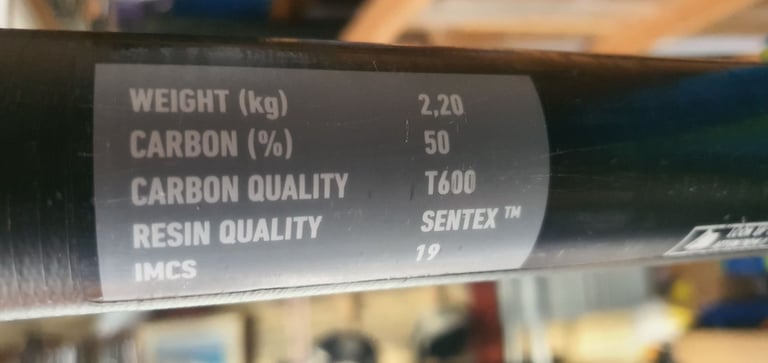 WEIGHT (kg) 2,20
CARBON (%) 50
CARBON QUALITY T600
RESIN QUALITY SENTEX ™
IMCS 19